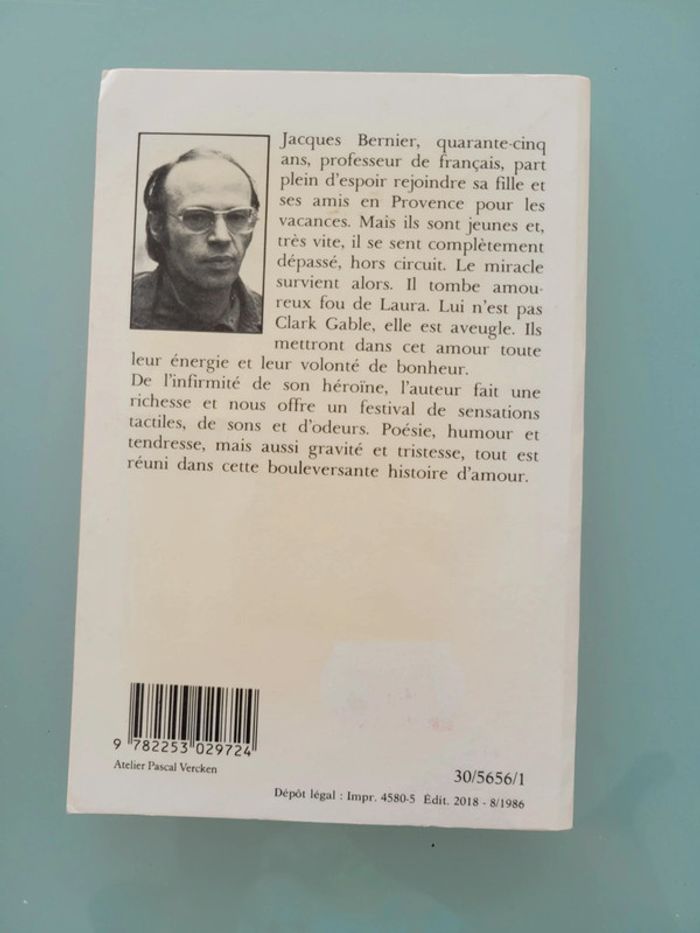 Jacques Bernier, quarante-cinq
ans, professeur de français, part
plein d'espoir rejoindre sa fille et
ses amis en Provence pour les
vacances. Mais ils sont jeunes et,
très vite, il se sent complètement
dépassé, hors circuit. Le miracle
survient alors. Il tombe amou-
reux fou de Laura. Lui n'est pas
Clark Gable, elle est aveugle. Ils
mettront dans cet amour toute
leur énergie et leur volonté de bonheur.
De l'infirmité de son héroïne, l'auteur fait une
richesse et nous offre un festival de sensations
tactiles, de sons et d'odeurs. Poésie, humour et
tendresse, mais aussi gravité et tristesse, tout est
réuni dans cette bouleversante histoire d'amour.
9 782253 029724
Atelier Pascal Vercken
30/5656/1
Dépôt légal : Impr. 4580-5 Édit. 2018 - 8/1986